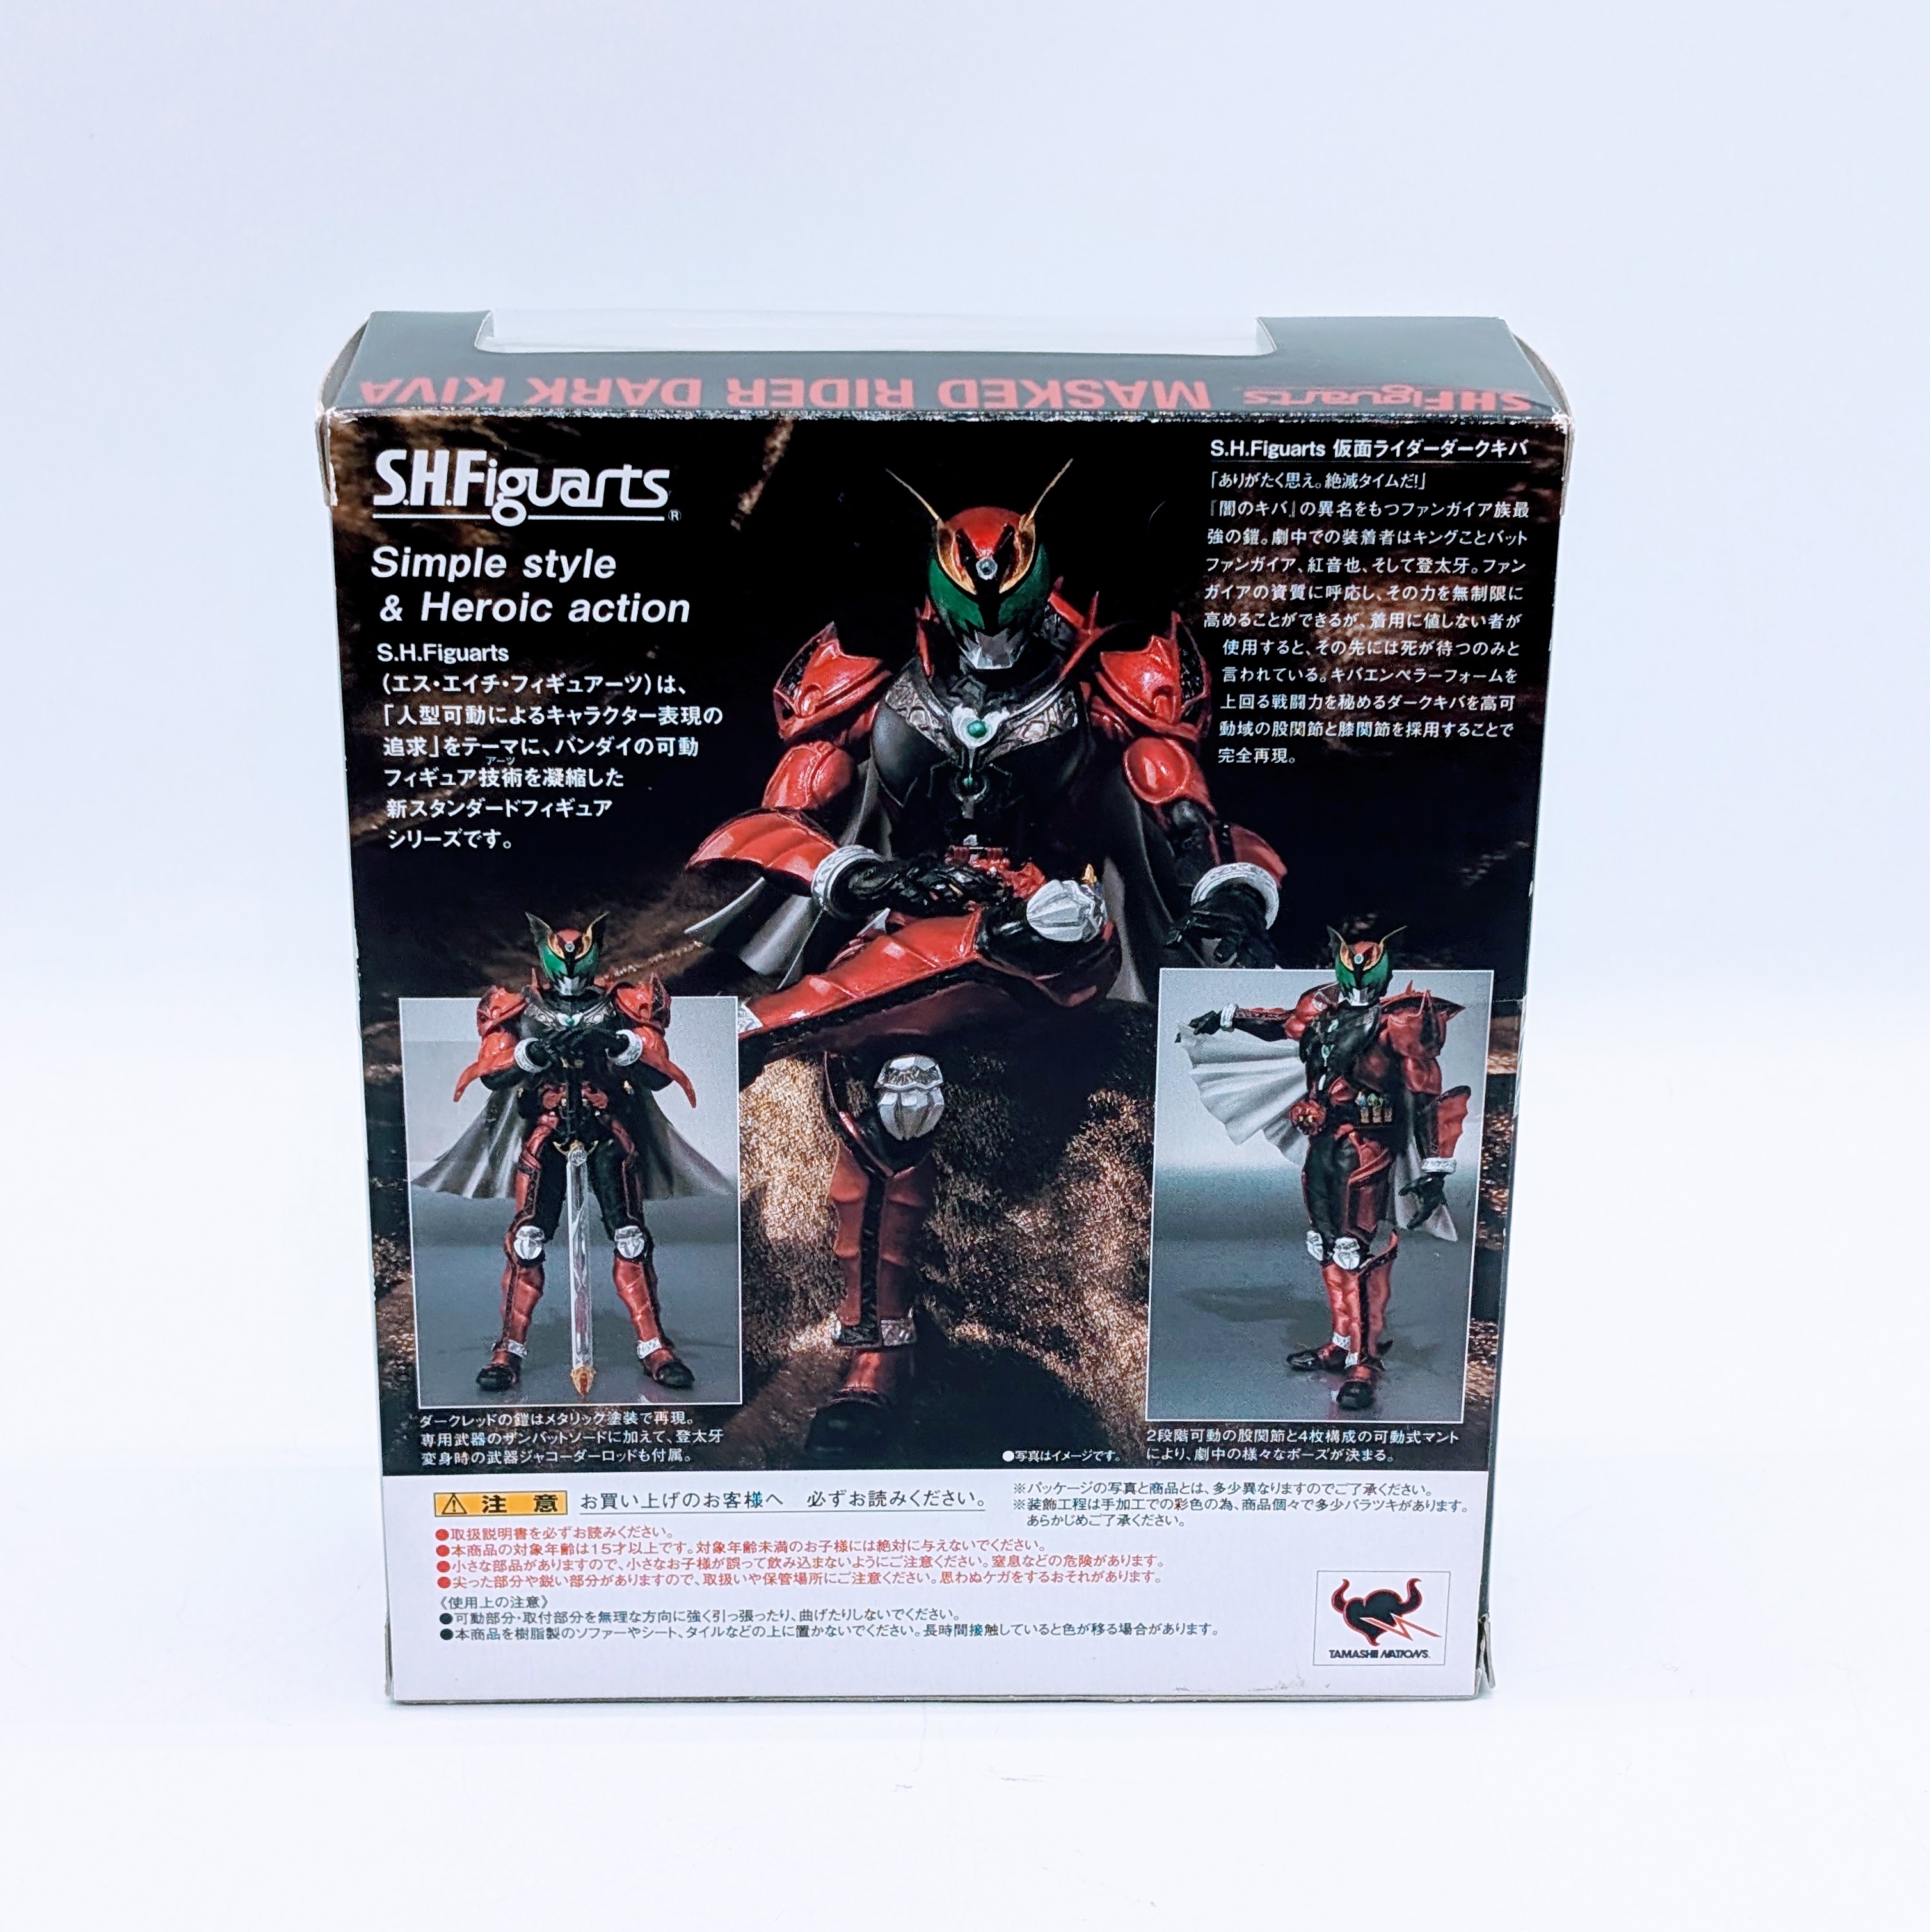 S.H.Figuarts MASKED RIDER DARK KIVA
S.H.Figuarts®
Simple style
& Heroic action
S.H.Figuarts
(エス・エイチ・フィギュアーツ)は、
「人型可動によるキャラクター表現の
追求」をテーマに、バンダイの可動
アーツ
フィギュア技術を凝縮した
新スタンダードフィギュア
シリーズです。
S.H.Figuarts 仮面ライダーダークキバ
「ありがたく思え。絶滅タイムだ!」
『闇のキバ』の異名をもつファンガイア族最
強の鎧。劇中での装着者はキングことバット
ファンガイア、紅音也、そして登太牙。ファン
ガイアの資質に呼応し、その力を無制限に
高めることができるが、着用に値しない者が
使用すると、その先には死が待つのみと
言われている。キバエンペラーフォームを
上回る戦闘力を秘めるダークキバを高可
動域の股関節と膝関節を採用することで
完全再現。
ダークレッドの鎧はメタリック塗装で再現。
専用武器のザンバットソードに加えて、登太牙
変身時の武器ジャコーダーロッドも付属。
●写真はイメージです。
2段階可動の股関節と4枚構成の可動式マント
により、劇中の様々なポーズが決まる。
⚠注 意
お買い上げのお客様へ 必ずお読みください。
※パッケージの写真と商品とは、多少異なりますのでご了承ください。
※装飾工程は手加工での彩色の為、商品個々で多少バラツキがあります。
あらかじめご了承ください。
●取扱説明書を必ずお読みください。
●本商品の対象年齢は15才以上です。対象年齢未満のお子様には絶対に与えないでください。
●小さな部品がありますので、小さなお子様が誤って飲み込まないようにご注意ください。窒息などの危険があります。
●尖った部分や鋭い部分がありますので、取扱いや保管場所にご注意ください。思わぬケガをするおそれがあります。
《使用上の注意》
●可動部分・取付部分を無理な方向に強く引っ張ったり、曲げたりしないでください。
●本商品を樹脂製のソファーやシート、タイルなどの上に置かないでください。長時間接触していると色が移る場合があります。
TAMASHII NATIONS.